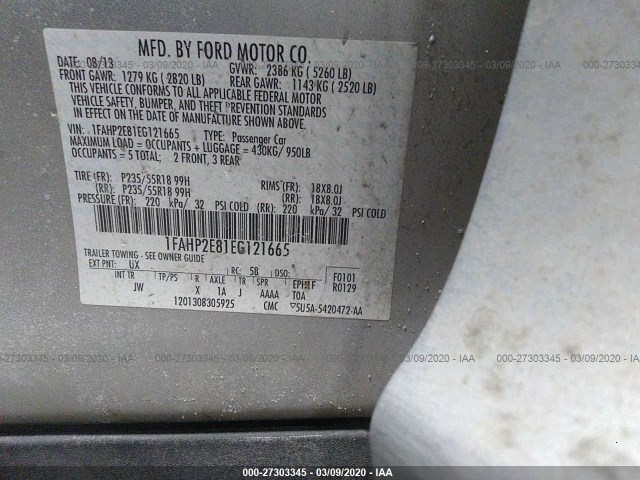 MFD. BY FORD MOTOR CO.
DATE: 08/13 GVWR: 2386 KG ( 5260 LB)
FRONT GAWR: 1279 KG ( 2820 LB) REAR GAWR: 1143 KG ( 2520 LB)
THIS VEHICLE CONFORMS TO ALL APPLICABLE FEDERAL MOTOR
VEHICLE SAFETY, BUMPER, AND THEFT PREVENTION STANDARDS
IN EFFECT ON THE DATE OF MANUFACTURE SHOWN ABOVE.
VIN: 1FAHP2E81EG121665 TYPE: Passenger Car
MAXIMUM LOAD = OCCUPANTS + LUGGAGE = 430KG/ 950LB
OCCUPANTS = 5 TOTAL; 2 FRONT, 3 REAR
TIRE (FR): P235/55R18 99H RIMS (FR): 18X8.0J
(RR): P235/55R18 99H (RR): 18X8.0J
PRESSURE (FR): 220 kPa/ 32 PSI COLD (RR): 220 kPa/ 32 PSI COLD
1FAHP2E81EG121665
TRAILER TOWING - SEE OWNER GUIDE
EXT PNT: UX RC: 5B DSO: F0101
INT TR TP/PS R AXLE TR SPR R0129
JW X 1A J AAAA TOA
1201308305925 CMC 5U5A-5420472-AA
000-27303345 - 03/09/2020 - IAA